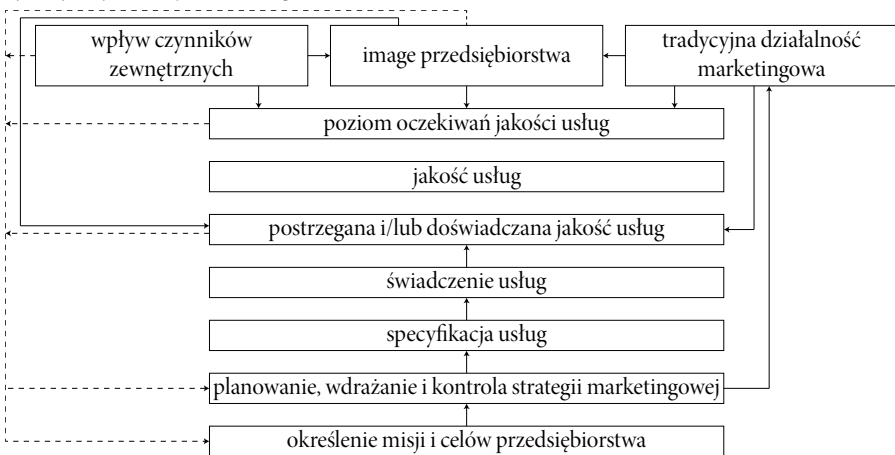 wpływ czynników
zewnętrznych
image przedsiębiorstwa
tradycyjna działalność
marketingowa
poziom oczekiwań jakości usług
jakość usług
postrzegana i/lub doświadczana jakość usług
świadczenie usług
specyfikacja usług
planowanie, wdrażanie i kontrola strategii marketingowej
określenie misji i celów przedsiębiorstwa